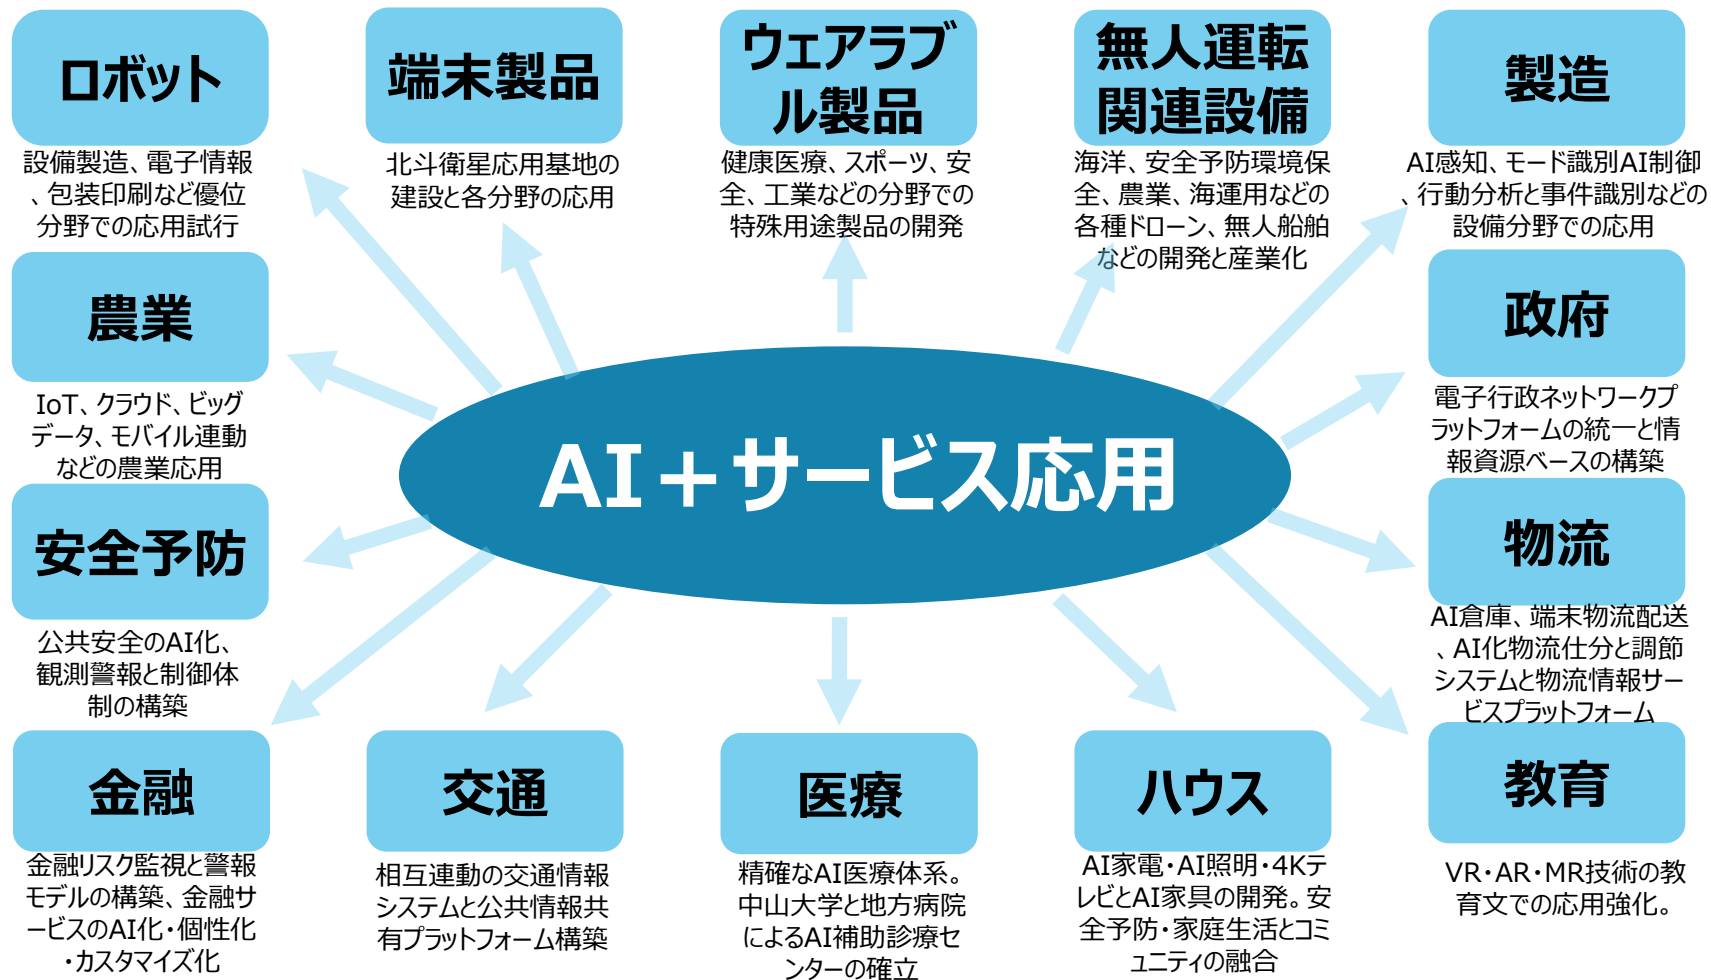 ロボット
設備製造、電子情報
、包装印刷など優位
分野での応用試行
端末製品
北斗衛星応用基地の
建設と各分野の応用
ウェアラブ
ル製品
健康医療、スポーツ、安
全、工業などの分野での
特殊用途製品の開発
無人運転
関連設備
海洋、安全予防環境保
全、農業、海運用などの
各種ドローン、無人船舶
などの開発と産業化
製造
AI感知、モード識別AI制御
、行動分析と事件識別などの
設備分野での応用
農業
IoT、クラウド、ビッグ
データ、モバイル連動
などの農業応用
政府
電子行政ネットワークプ
ラットフォームの統一と情
報資源ベースの構築
AI＋サービス応用
安全予防
公共安全のAI化、
観測警報と制御体
制の構築
物流
AI倉庫、端末物流配送
、AI化物流仕分と調節
システムと物流情報サー
ビスプラットフォーム
金融
金融リスク監視と警報
モデルの構築、金融サ
ービスのAI化・個性化
・カスタマイズ化
交通
相互連動の交通情報
システムと公共情報共
有プラットフォーム構築
医療
精確なAI医療体系。
中山大学と地方病院
によるAI補助診療セ
ンターの確立
ハウス
AI家電・AI照明・4Kテ
レビとAI家具の開発。安
全予防・家庭生活とコミ
ュニティの融合
教育
VR・AR・MR技術の教
育文での応用強化。